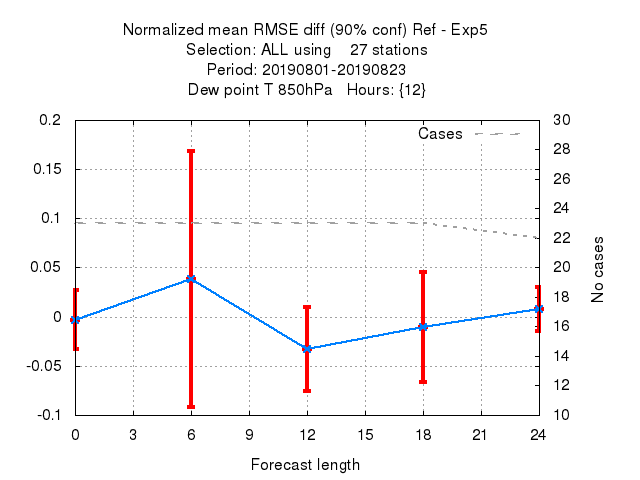 Normalized mean RMSE diff (90% conf) Ref - Exp5
Selection: ALL using    27 stations
Period: 20190801-20190823
Dew point T 850hPa   Hours: {12}
Cases
0.2
0.15
0.1
0.05
0
-0.05
-0.1
30
28
26
24
22
20
18
16
14
12
10
No cases
0 3 6 9 12 15 18 21 24
Forecast length